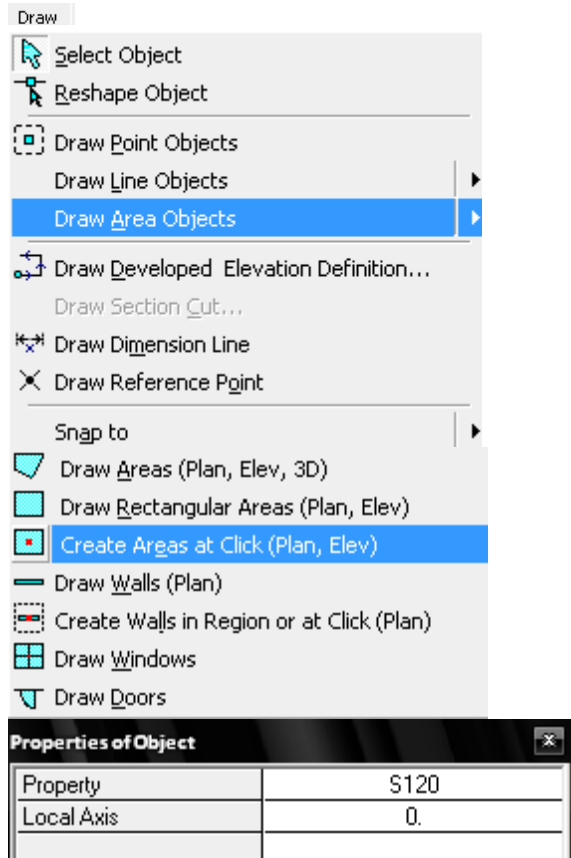 Draw
Select Object
Reshape Object
Draw Point Objects
Draw Line Objects
Draw Area Objects
Draw Developed Elevation Definition...
Draw Section Cut...
Draw Dimension Line
Draw Reference Point
Snap to
Draw Areas (Plan, Elev, 3D)
Draw Rectangular Areas (Plan, Elev)
Create Areas at Click (Plan, Elev)
Draw Walls (Plan)
Create Walls in Region or at Click (Plan)
Draw Windows
Draw Doors
Properties of Object
Property S120
Local Axis 0.